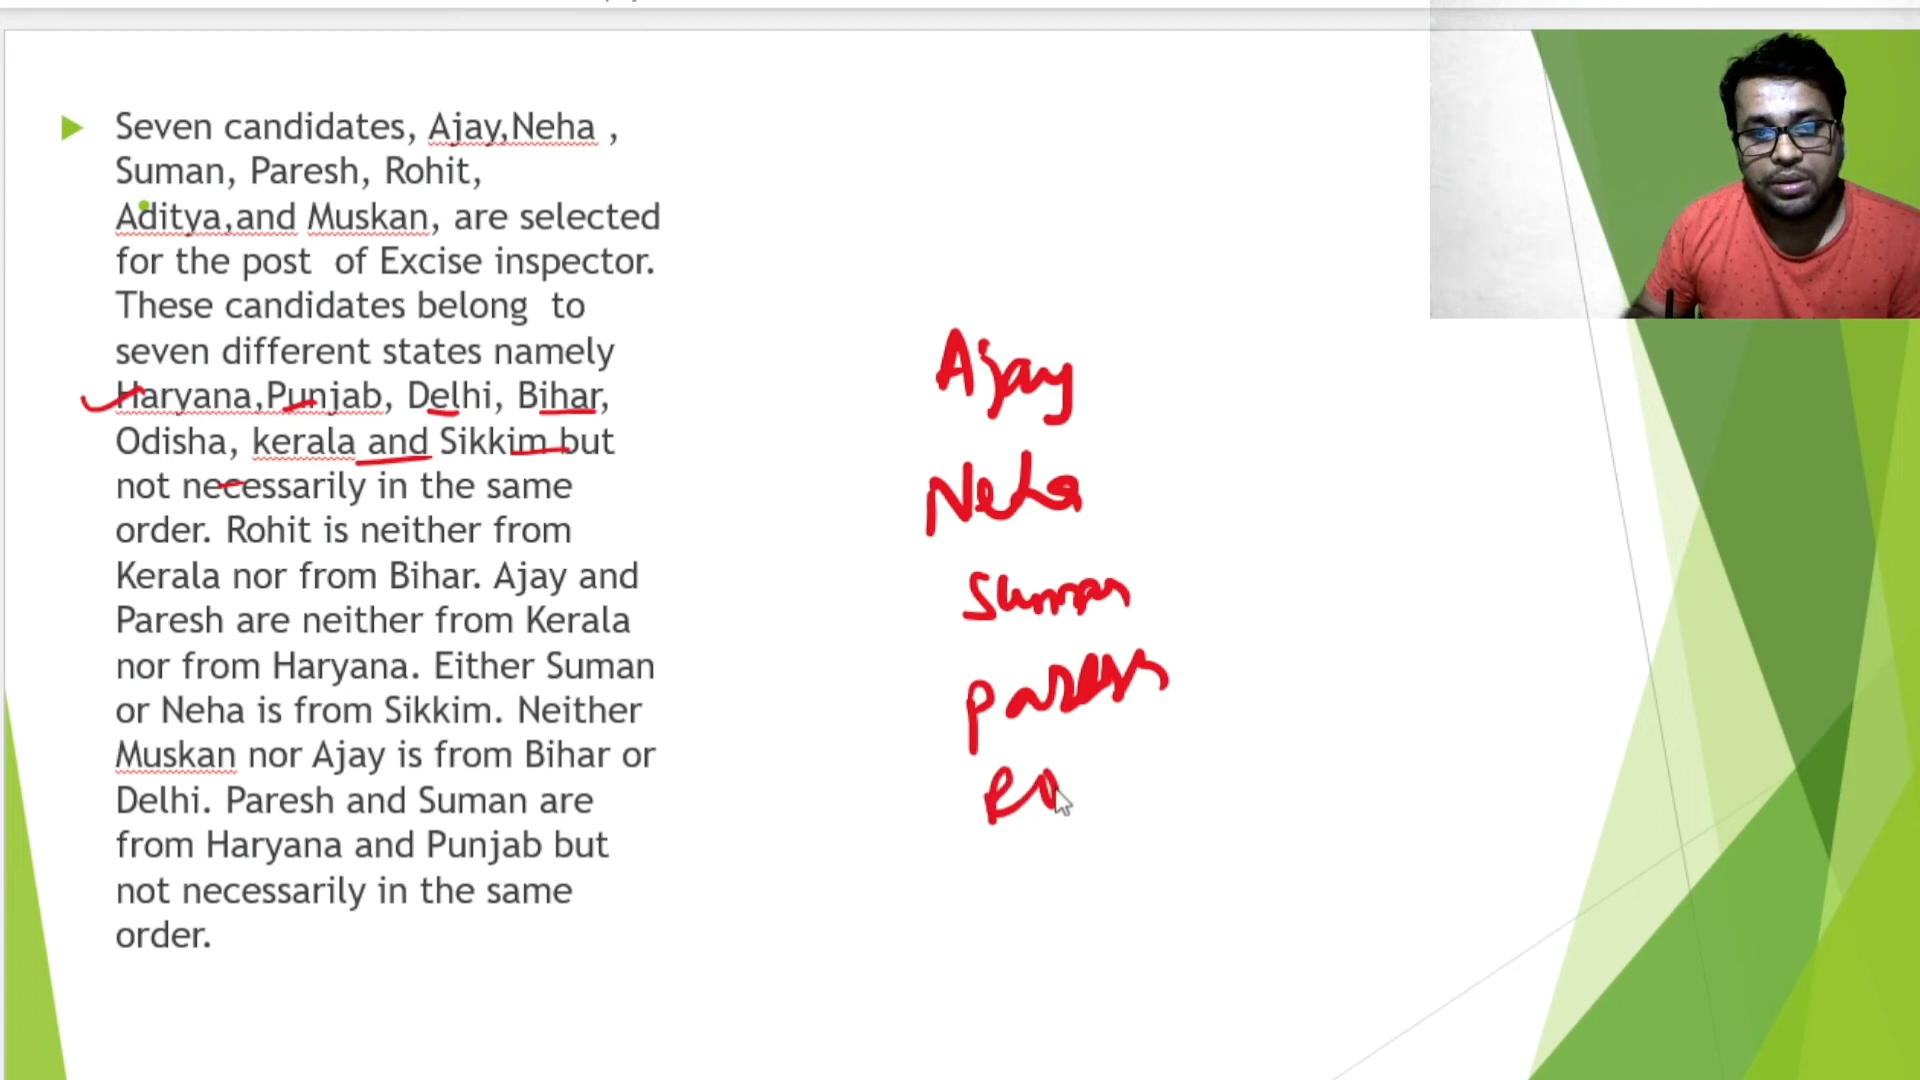 Seven candidates, Ajay,Neha ,
Suman, Paresh, Rohit,
Aditya,and Muskan, are selected
for the post of Excise inspector.
These candidates belong to
seven different states namely
Haryana,Punjab, Delhi, Bihar,
Odisha, kerala and Sikkim but
not necessarily in the same
order. Rohit is neither from
Kerala nor from Bihar. Ajay and
Paresh are neither from Kerala
nor from Haryana. Either Suman
or Neha is from Sikkim. Neither
Muskan nor Ajay is from Bihar or
Delhi. Paresh and Suman are
from Haryana and Punjab but
not necessarily in the same
order.
Ajay
Neha
Suman
Paresh
Ro